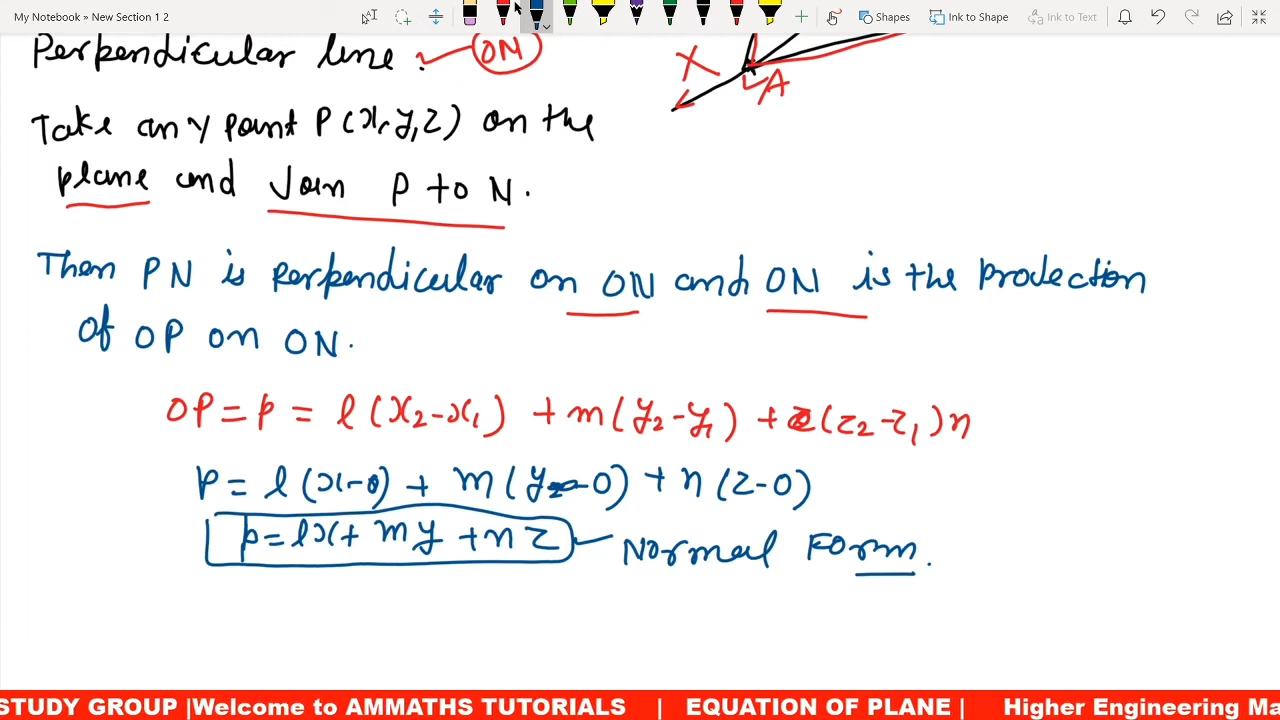 My Notebook » New Section 1 2
Shapes Ink to Shape Ink to Text
Perpendicular line. ON
X A
Take any point P(x, y, z) on the
plane and Join P to N.
Then PN is perpendicular on ON and ON is the Projection
of OP on ON.
OP = p = l(x₂-x₁) + m(y₂-y₁) + (z₂-z₁)n
p = l(x-0) + m(y-0) + n(z-0)
p = lx + my + nz Normal Form.
STUDY GROUP |Welcome to AMMATHS TUTORIALS | EQUATION OF PLANE | Higher Engineering Ma